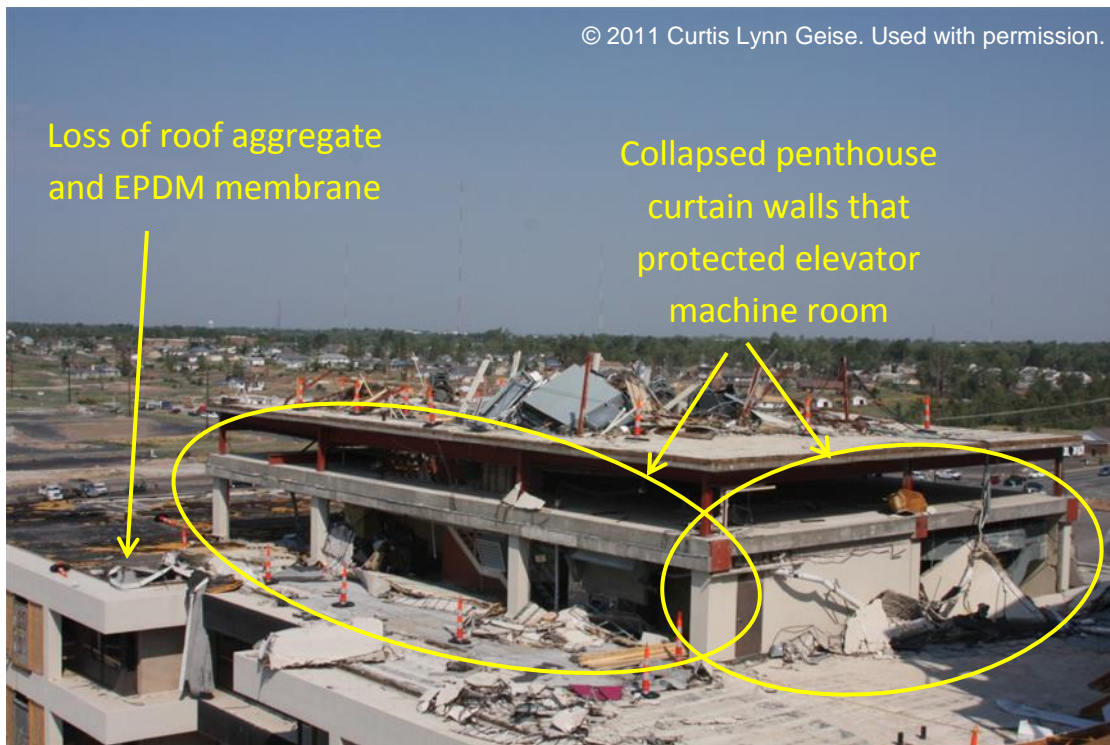 © 2011 Curtis Lynn Geise. Used with permission.
Loss of roof aggregate
and EPDM membrane
Collapsed penthouse
curtain walls that
protected elevator
machine room